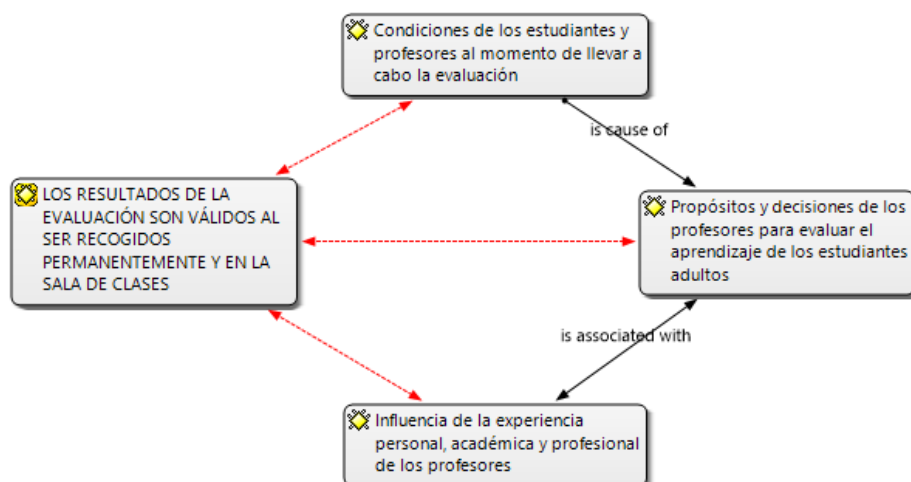 Condiciones de los estudiantes y
profesores al momento de llevar a
cabo la evaluación
is cause of
LOS RESULTADOS DE LA
EVALUACIÓN SON VÁLIDOS AL
SER RECOGIDOS
PERMANENTEMENTE Y EN LA
SALA DE CLASES
Propósitos y decisiones de los
profesores para evaluar el
aprendizaje de los estudiantes
adultos
is associated with
Influencia de la experiencia
personal, académica y profesional
de los profesores